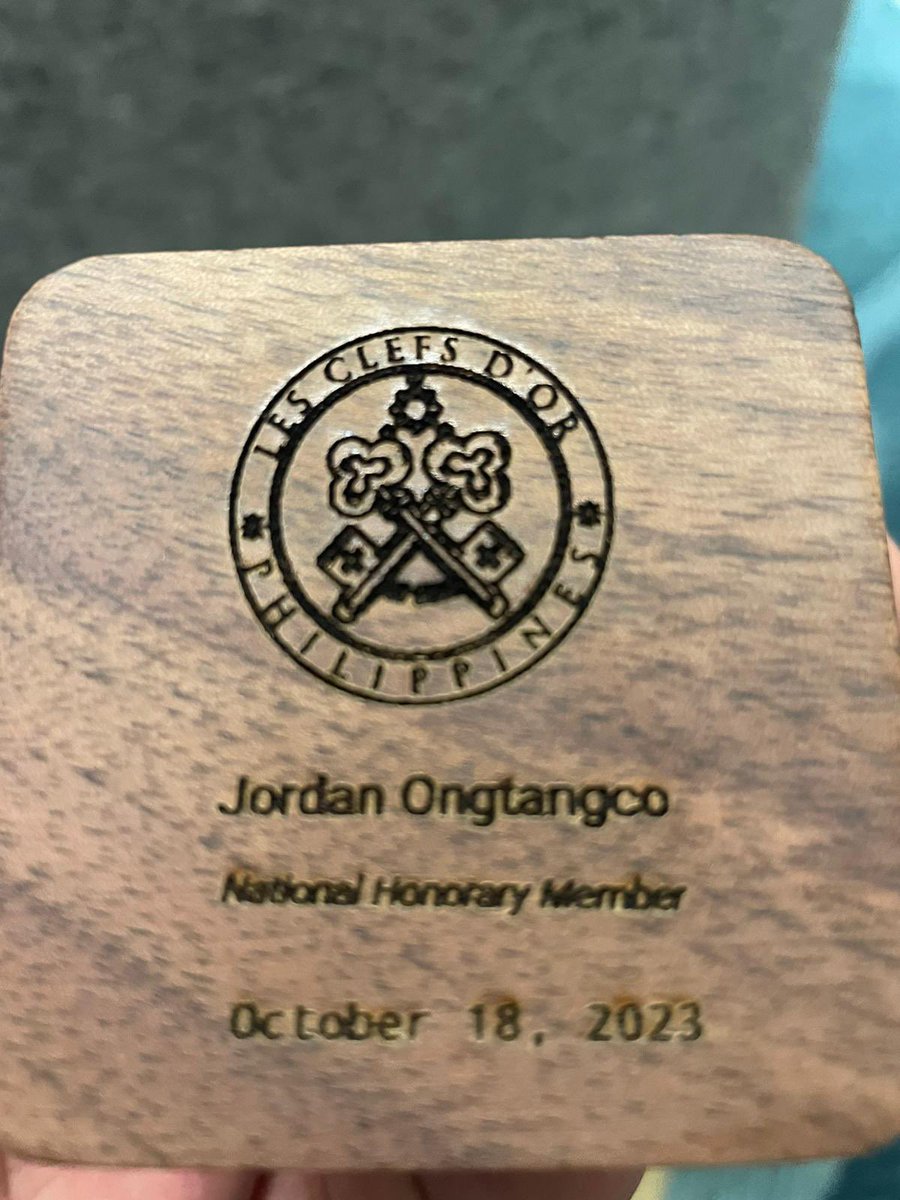 LES CLEFS D'OR
PHILIPPINES
Jordan Ongtangco
National Honorary Member
October 18, 2023